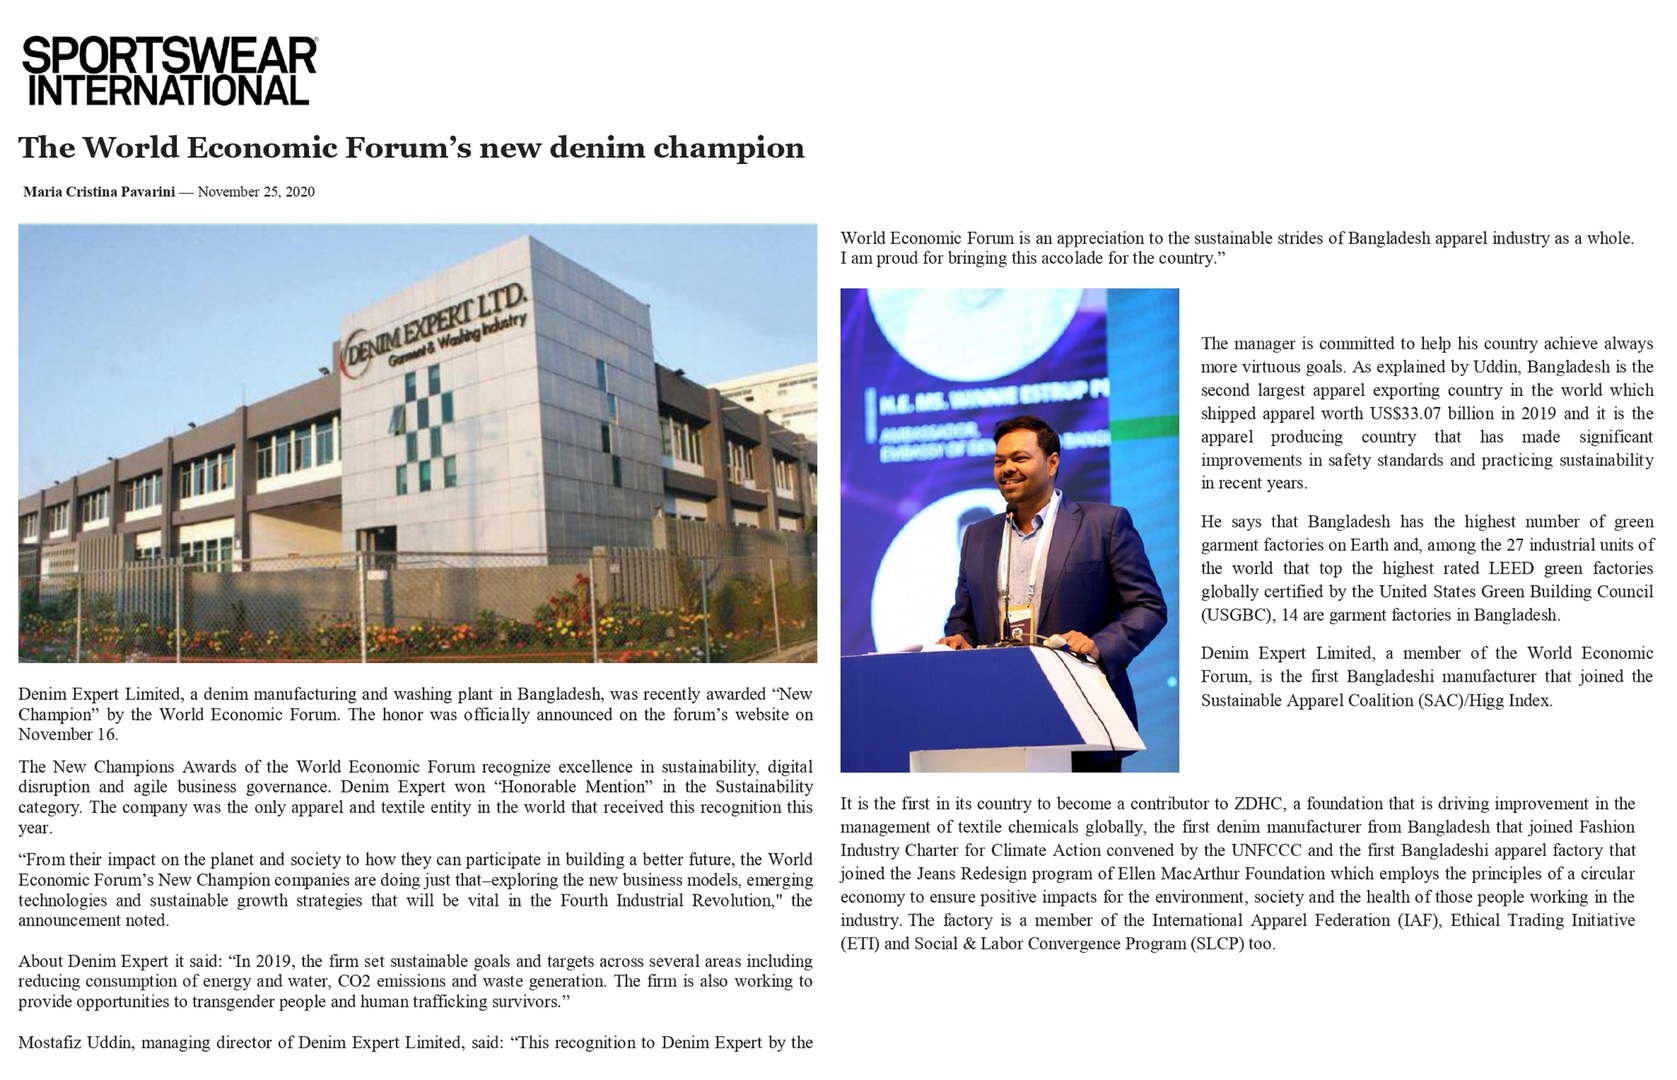 SPORTSWEAR
INTERNATIONAL
The World Economic Forum’s new denim champion
Maria Cristina Pavarini — November 25, 2020
DENIM EXPERT LTD.
Garment & Washing Industry
Denim Expert Limited, a denim manufacturing and washing plant in Bangladesh, was recently awarded “New
Champion” by the World Economic Forum. The honor was officially announced on the forum’s website on
November 16.
The New Champions Awards of the World Economic Forum recognize excellence in sustainability, digital
disruption and agile business governance. Denim Expert won “Honorable Mention” in the Sustainability
category. The company was the only apparel and textile entity in the world that received this recognition this
year.
“From their impact on the planet and society to how they can participate in building a better future, the World
Economic Forum’s New Champion companies are doing just that–exploring the new business models, emerging
technologies and sustainable growth strategies that will be vital in the Fourth Industrial Revolution," the
announcement noted.
About Denim Expert it said: “In 2019, the firm set sustainable goals and targets across several areas including
reducing consumption of energy and water, CO2 emissions and waste generation. The firm is also working to
provide opportunities to transgender people and human trafficking survivors.”
Mostafiz Uddin, managing director of Denim Expert Limited, said: “This recognition to Denim Expert by the
World Economic Forum is an appreciation to the sustainable strides of Bangladesh apparel industry as a whole.
I am proud for bringing this accolade for the country.”
H.E. MS. WINNIE ESTRUP
AMBASSADOR,
EMBASSY OF
The manager is committed to help his country achieve always
more virtuous goals. As explained by Uddin, Bangladesh is the
second largest apparel exporting country in the world which
shipped apparel worth US$33.07 billion in 2019 and it is the
apparel producing country that has made significant
improvements in safety standards and practicing sustainability
in recent years.
He says that Bangladesh has the highest number of green
garment factories on Earth and, among the 27 industrial units of
the world that top the highest rated LEED green factories
globally certified by the United States Green Building Council
(USGBC), 14 are garment factories in Bangladesh.
Denim Expert Limited, a member of the World Economic
Forum, is the first Bangladeshi manufacturer that joined the
Sustainable Apparel Coalition (SAC)/Higg Index.
It is the first in its country to become a contributor to ZDHC, a foundation that is driving improvement in the
management of textile chemicals globally, the first denim manufacturer from Bangladesh that joined Fashion
Industry Charter for Climate Action convened by the UNFCCC and the first Bangladeshi apparel factory that
joined the Jeans Redesign program of Ellen MacArthur Foundation which employs the principles of a circular
economy to ensure positive impacts for the environment, society and the health of those people working in the
industry. The factory is a member of the International Apparel Federation (IAF), Ethical Trading Initiative
(ETI) and Social & Labor Convergence Program (SLCP) too.